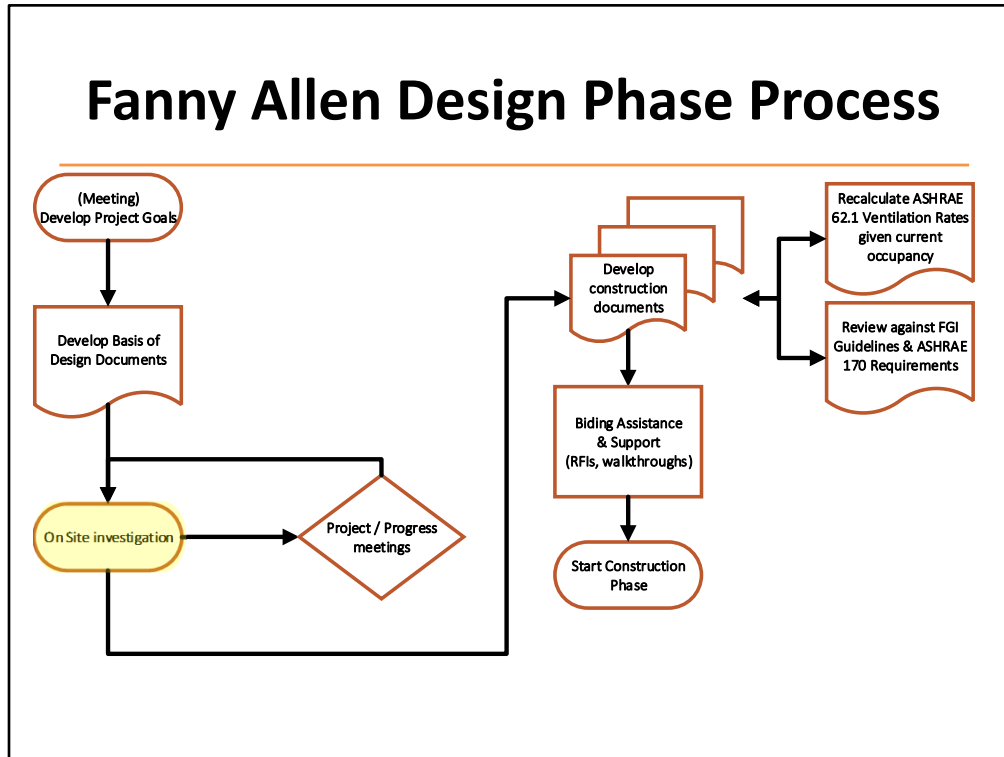 Fanny Allen Design Phase Process
(Meeting)
Develop Project Goals
Develop Basis of
Design Documents
On Site investigation
Project / Progress
meetings
Develop
construction
documents
Biding Assistance
& Support
(RFIs, walkthroughs)
Start Construction
Phase
Recalculate ASHRAE
62.1 Ventilation Rates
given current
occupancy
Review against FGI
Guidelines & ASHRAE
170 Requirements